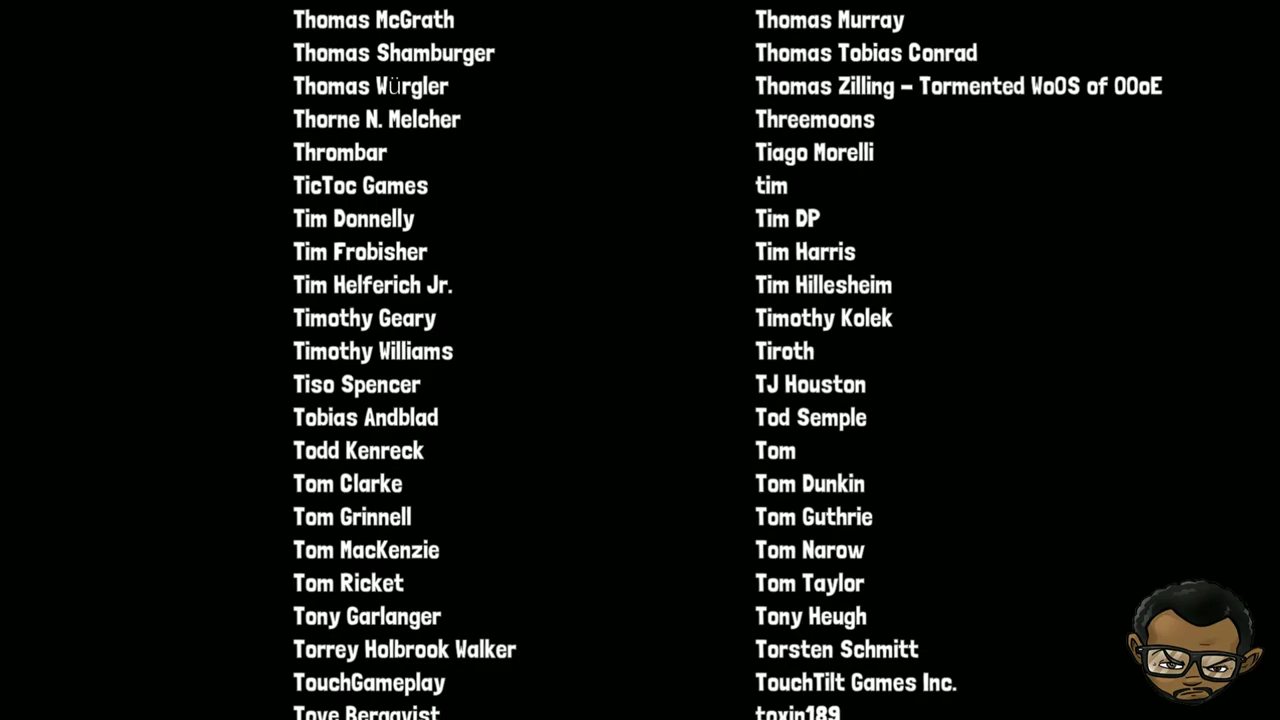 Thomas McGrath
Thomas Murray
Thomas Shamburger
Thomas Tobias Conrad
Thomas Würgler
Thomas Zilling - Tormented WoOS of OOoE
Thorne N. Melcher
Threemoons
Thrombar
Tiago Morelli
TicToc Games
tim
Tim Donnelly
Tim DP
Tim Frobisher
Tim Harris
Tim Helferich Jr.
Tim Hillesheim
Timothy Geary
Timothy Kolek
Timothy Williams
Tiroth
Tiso Spencer
TJ Houston
Tobias Andblad
Tod Semple
Todd Kenreck
Tom
Tom Clarke
Tom Dunkin
Tom Grinnell
Tom Guthrie
Tom MacKenzie
Tom Narow
Tom Ricket
Tom Taylor
Tony Garlanger
Tony Heugh
Torrey Holbrook Walker
Torsten Schmitt
TouchGameplay
TouchTilt Games Inc.
Tove Bergqvist
toxin189